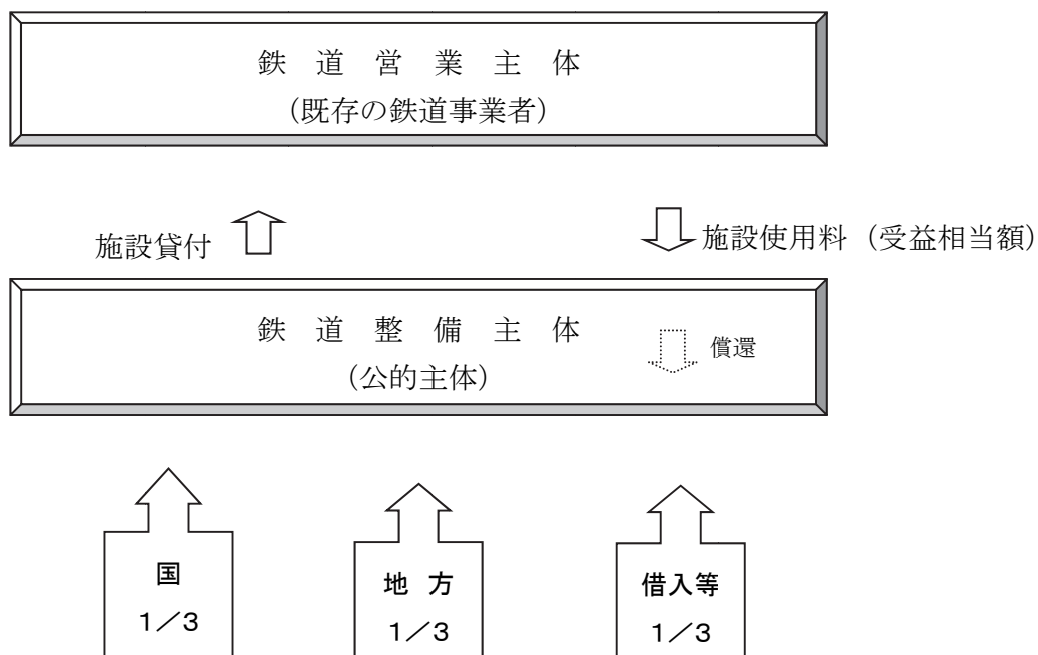 鉄 道 営 業 主 体
(既存の鉄道事業者)
施設貸付
施設使用料 (受益相当額)
鉄 道 整 備 主 体
(公的主体)
償還
国
1/3
地 方
1/3
借入等
1/3